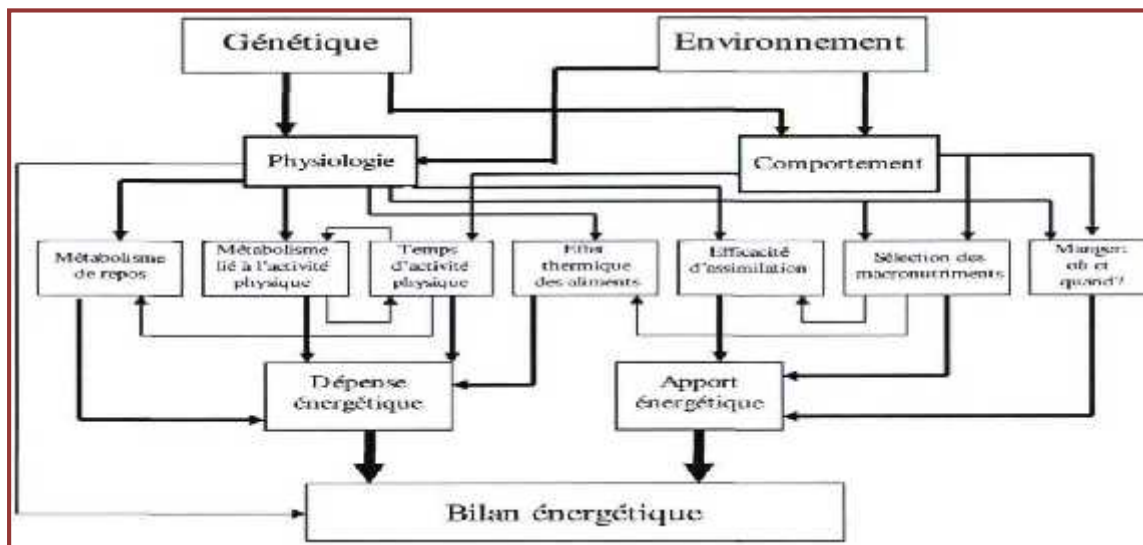 Génétique
Environnement
Physiologie
Comportement
Métabolisme
de repos
Métabolisme
lié à l'activité
physique
Temps
d'activité
physique
Effet
thermique
des aliments
Efficacité
d'assimilation
Sélection des
macronutriments
Manger:
où et
quand?
Dépense
énergétique
Apport
énergétique
Bilan énergétique